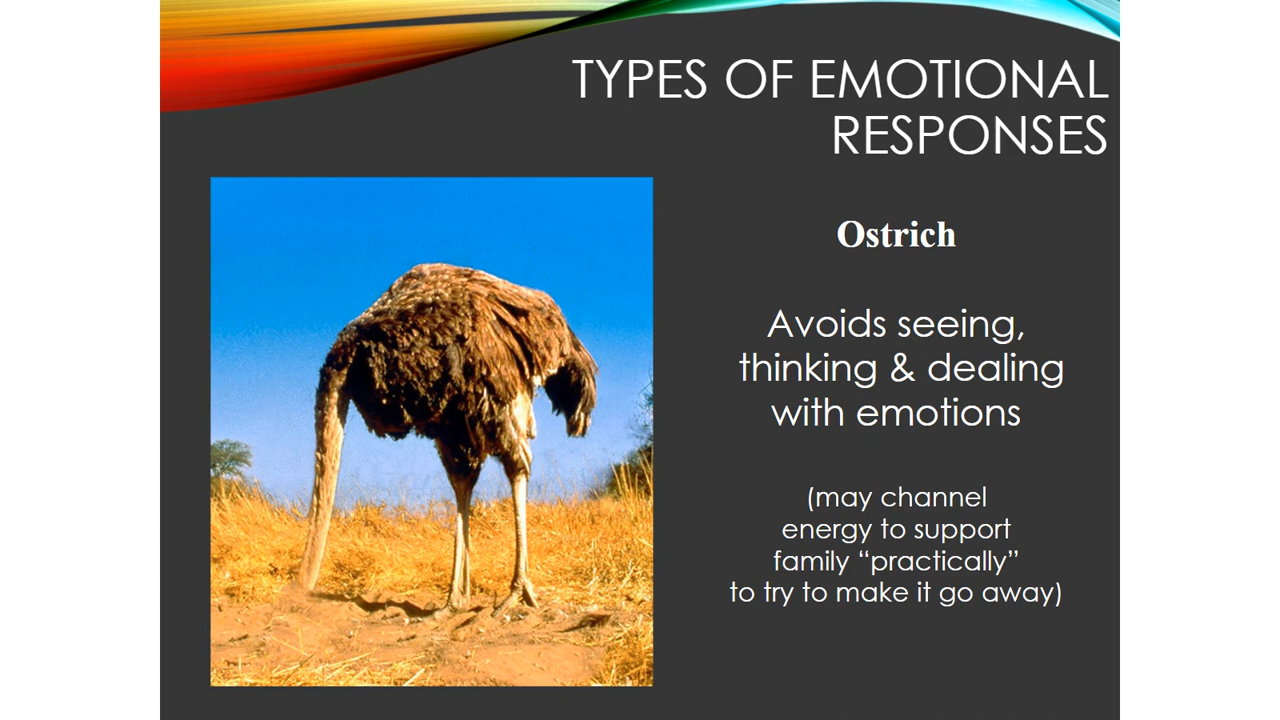 TYPES OF EMOTIONAL
RESPONSES
Ostrich
Avoids seeing,
thinking & dealing
with emotions
(may channel
energy to support
family “practically”
to try to make it go away)